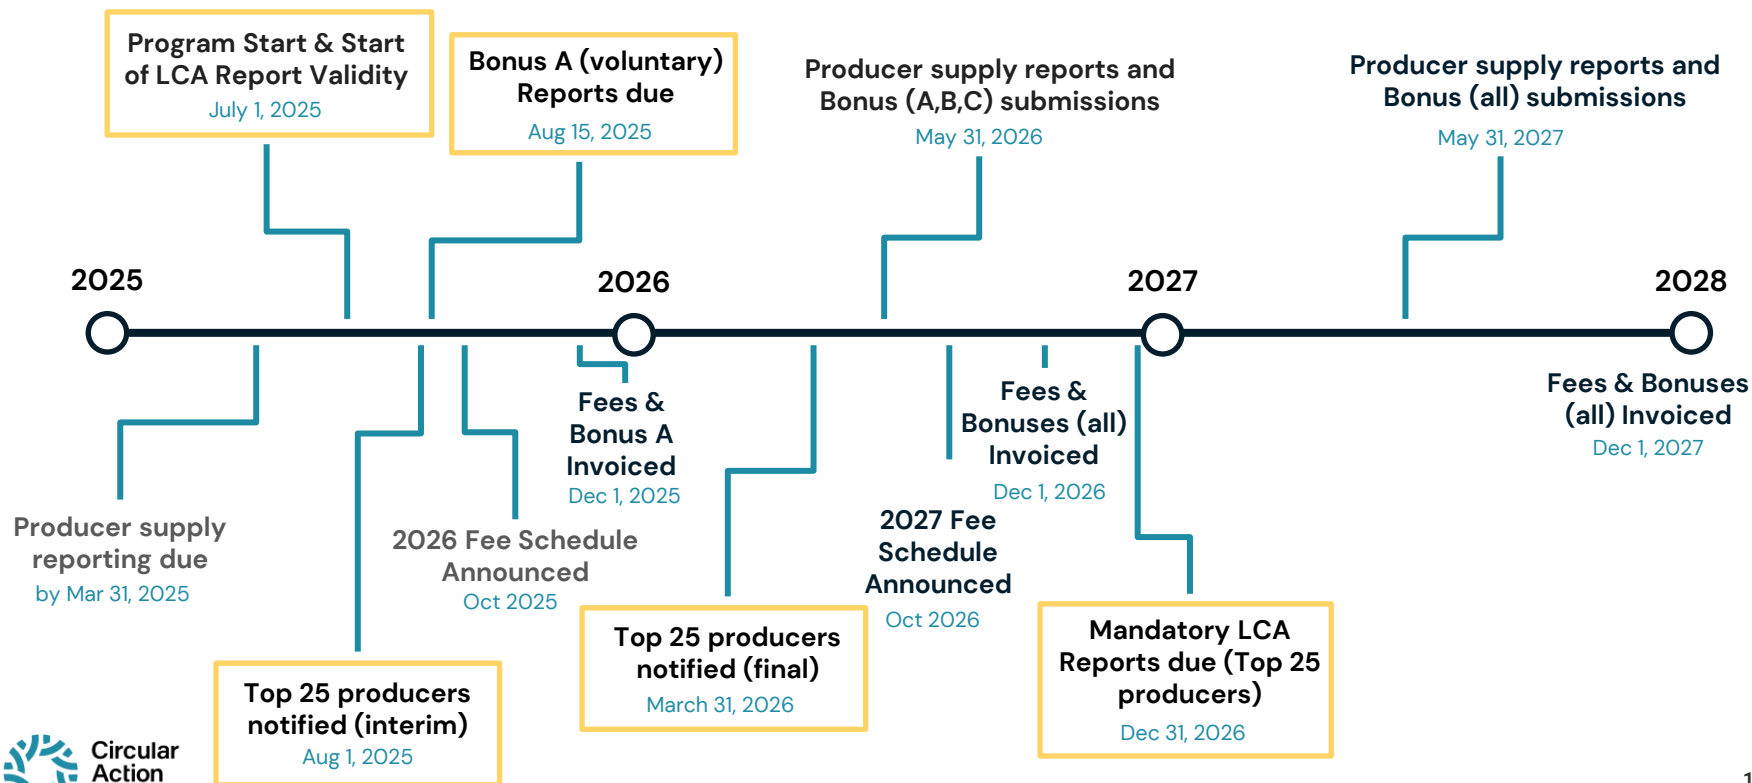 Program Start & Start
of LCA Report Validity
July 1, 2025
Bonus A (voluntary)
Reports due
Aug 15, 2025
Producer supply reports and
Bonus (A,B,C) submissions
May 31, 2026
Producer supply reports and
Bonus (all) submissions
May 31, 2027
2025
2026
2027
2028
Producer supply
reporting due
by Mar 31, 2025
Top 25 producers
notified (interim)
Aug 1, 2025
2026 Fee Schedule
Announced
Oct 2025
Fees &
Bonus A
Invoiced
Dec 1, 2025
Top 25 producers
notified (final)
March 31, 2026
2027 Fee
Schedule
Announced
Oct 2026
Fees &
Bonuses (all)
Invoiced
Dec 1, 2026
Mandatory LCA
Reports due (Top 25
producers)
Dec 31, 2026
Fees & Bonuses
(all) Invoiced
Dec 1, 2027
Circular
Action